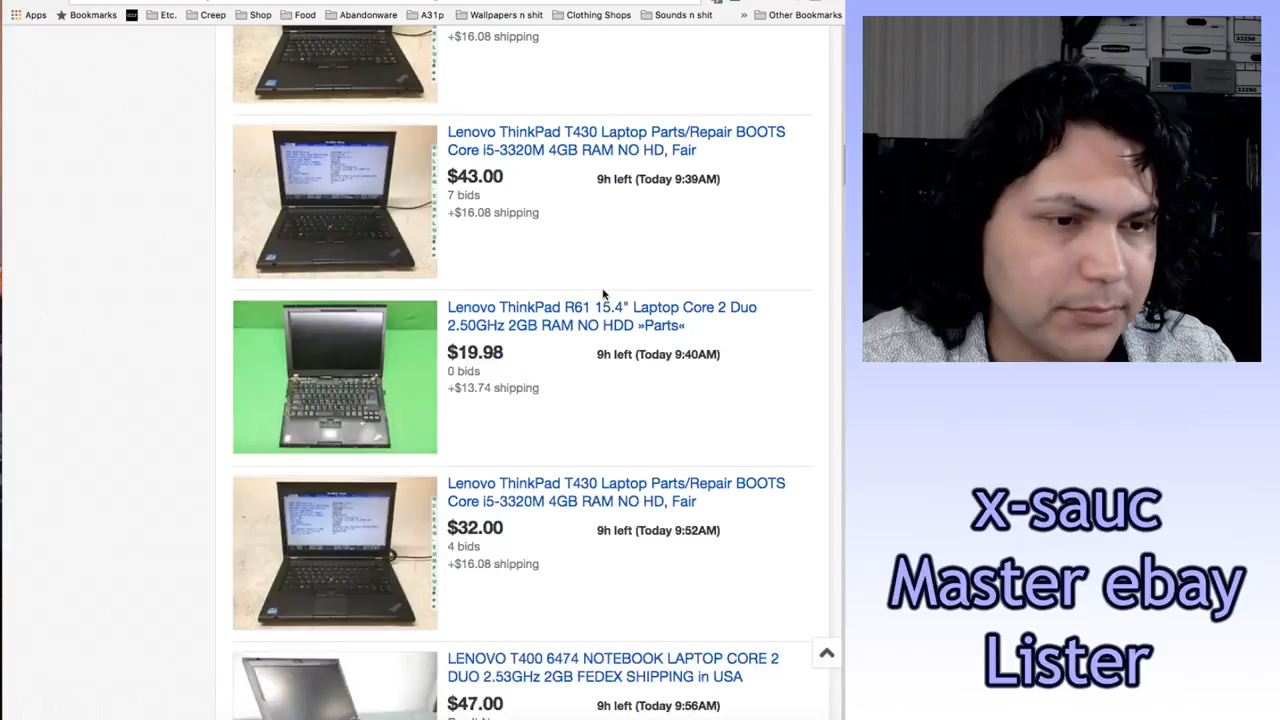 Apps Bookmarks Etc. Creep Shop Food Abandonware A31p Wallpapers n shit Clothing Shops Sounds n shit » Other Bookmarks
+$16.08 shipping
Lenovo ThinkPad T430 Laptop Parts/Repair BOOTS
Core i5-3320M 4GB RAM NO HD, Fair
$43.00 9h left (Today 9:39AM)
7 bids
+$16.08 shipping
Lenovo ThinkPad R61 15.4" Laptop Core 2 Duo
2.50GHz 2GB RAM NO HDD »Parts«
$19.98 9h left (Today 9:40AM)
0 bids
+$13.74 shipping
Lenovo ThinkPad T430 Laptop Parts/Repair BOOTS
Core i5-3320M 4GB RAM NO HD, Fair
$32.00 9h left (Today 9:52AM)
4 bids
+$16.08 shipping
LENOVO T400 6474 NOTEBOOK LAPTOP CORE 2
DUO 2.53GHz 2GB FEDEX SHIPPING in USA
$47.00 9h left (Today 9:56AM)
33290
33290
x-sauc
Master ebay
Lister